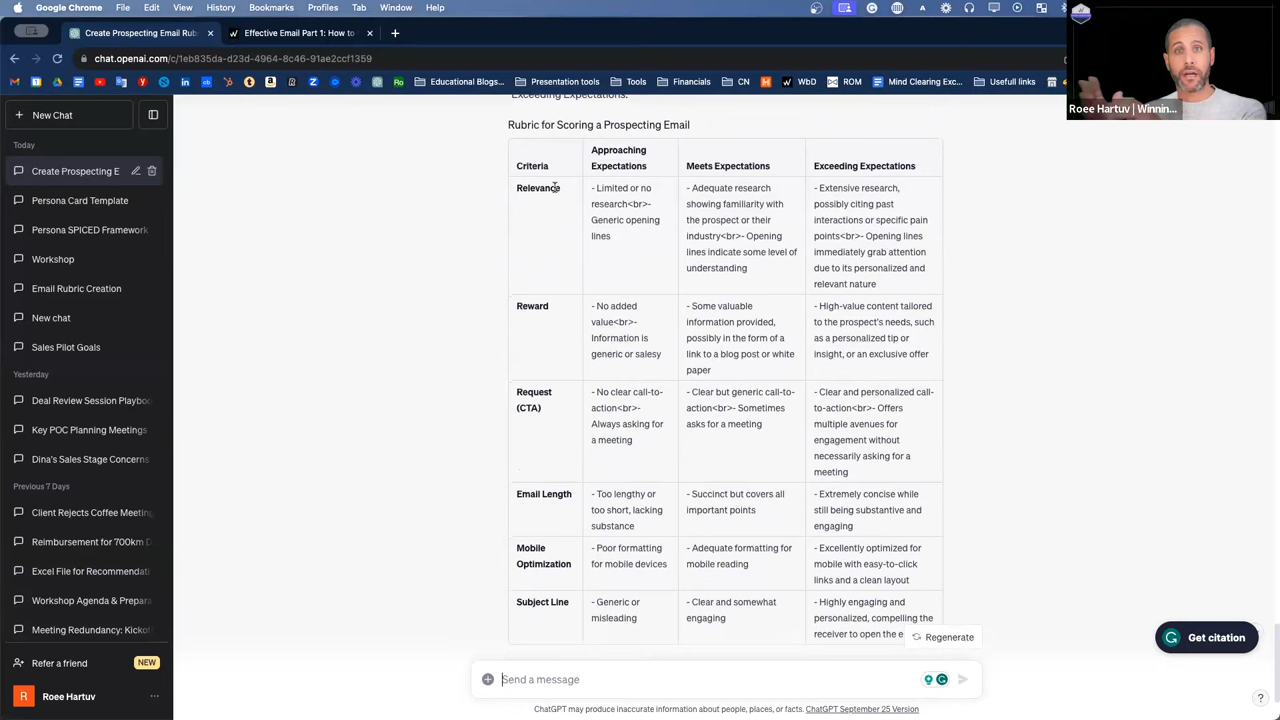 Chrome File Edit View History Bookmarks Profiles Tab Window Help
Create Prospecting Email Rub
Effective Email Part 1: How to
chat.openai.com/c/1eb835da-d23d-4964-8c46-91ae2ccf1359
Educational Blogs... Presentation tools Tools Financials CN WbD ROM Mind Clearing Exc... Usefull links
Roee Hartuv | Winnin...
New Chat
Today
Create Prospecting E
Persona Card Template
Persona SPICED Framework
Workshop
Email Rubric Creation
New chat
Sales Pilot Goals
Yesterday
Deal Review Session Playboo
Key POC Planning Meetings
Dina's Sales Stage Concerns
Previous 7 Days
Client Rejects Coffee Meeting
Reimbursement for 700km D
Excel File for Recommendati
Workshop Agenda & Prepara
Meeting Redundancy: Kickof
Refer a friend NEW
Roee Hartuv
Exceeding Expectations.
Rubric for Scoring a Prospecting Email
Criteria
Approaching
Expectations
Meets Expectations
Exceeding Expectations
Relevance
- Limited or no
research<br>-
Generic opening
lines
- Adequate research
showing familiarity with
the prospect or their
industry<br>- Opening
lines indicate some level of
understanding
- Extensive research,
possibly citing past
interactions or specific pain
points<br>- Opening lines
immediately grab attention
due to its personalized and
relevant nature
Reward
- No added
value<br>-
Information is
generic or salesy
- Some valuable
information provided,
possibly in the form of a
link to a blog post or white
paper
- High-value content tailored
to the prospect's needs, such
as a personalized tip or
insight, or an exclusive offer
Request
(CTA)
- No clear call-to-
action<br>-
Always asking for
a meeting
- Clear but generic call-to-
action<br>- Sometimes
asks for a meeting
- Clear and personalized call-
to-action<br>- Offers
multiple avenues for
engagement without
necessarily asking for a
meeting
Email Length
- Too lengthy or
too short, lacking
substance
- Succinct but covers all
important points
- Extremely concise while
still being substantive and
engaging
Mobile
Optimization
- Poor formatting
for mobile devices
- Adequate formatting for
mobile reading
- Excellently optimized for
mobile with easy-to-click
links and a clean layout
Subject Line
- Generic or
misleading
- Clear and somewhat
engaging
- Highly engaging and
personalized, compelling the
receiver to open the e
Regenerate
Get citation
Send a message
ChatGPT may produce inaccurate information about people, places, or facts. ChatGPT September 25 Version
?